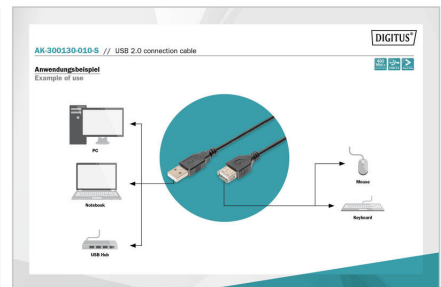 DIGITUS®
AK-300130-010-S // USB 2.0 connection cable
Anwendungsbeispiel
Example of use
PC
Notebook
USB Hub
Mouse
Keyboard